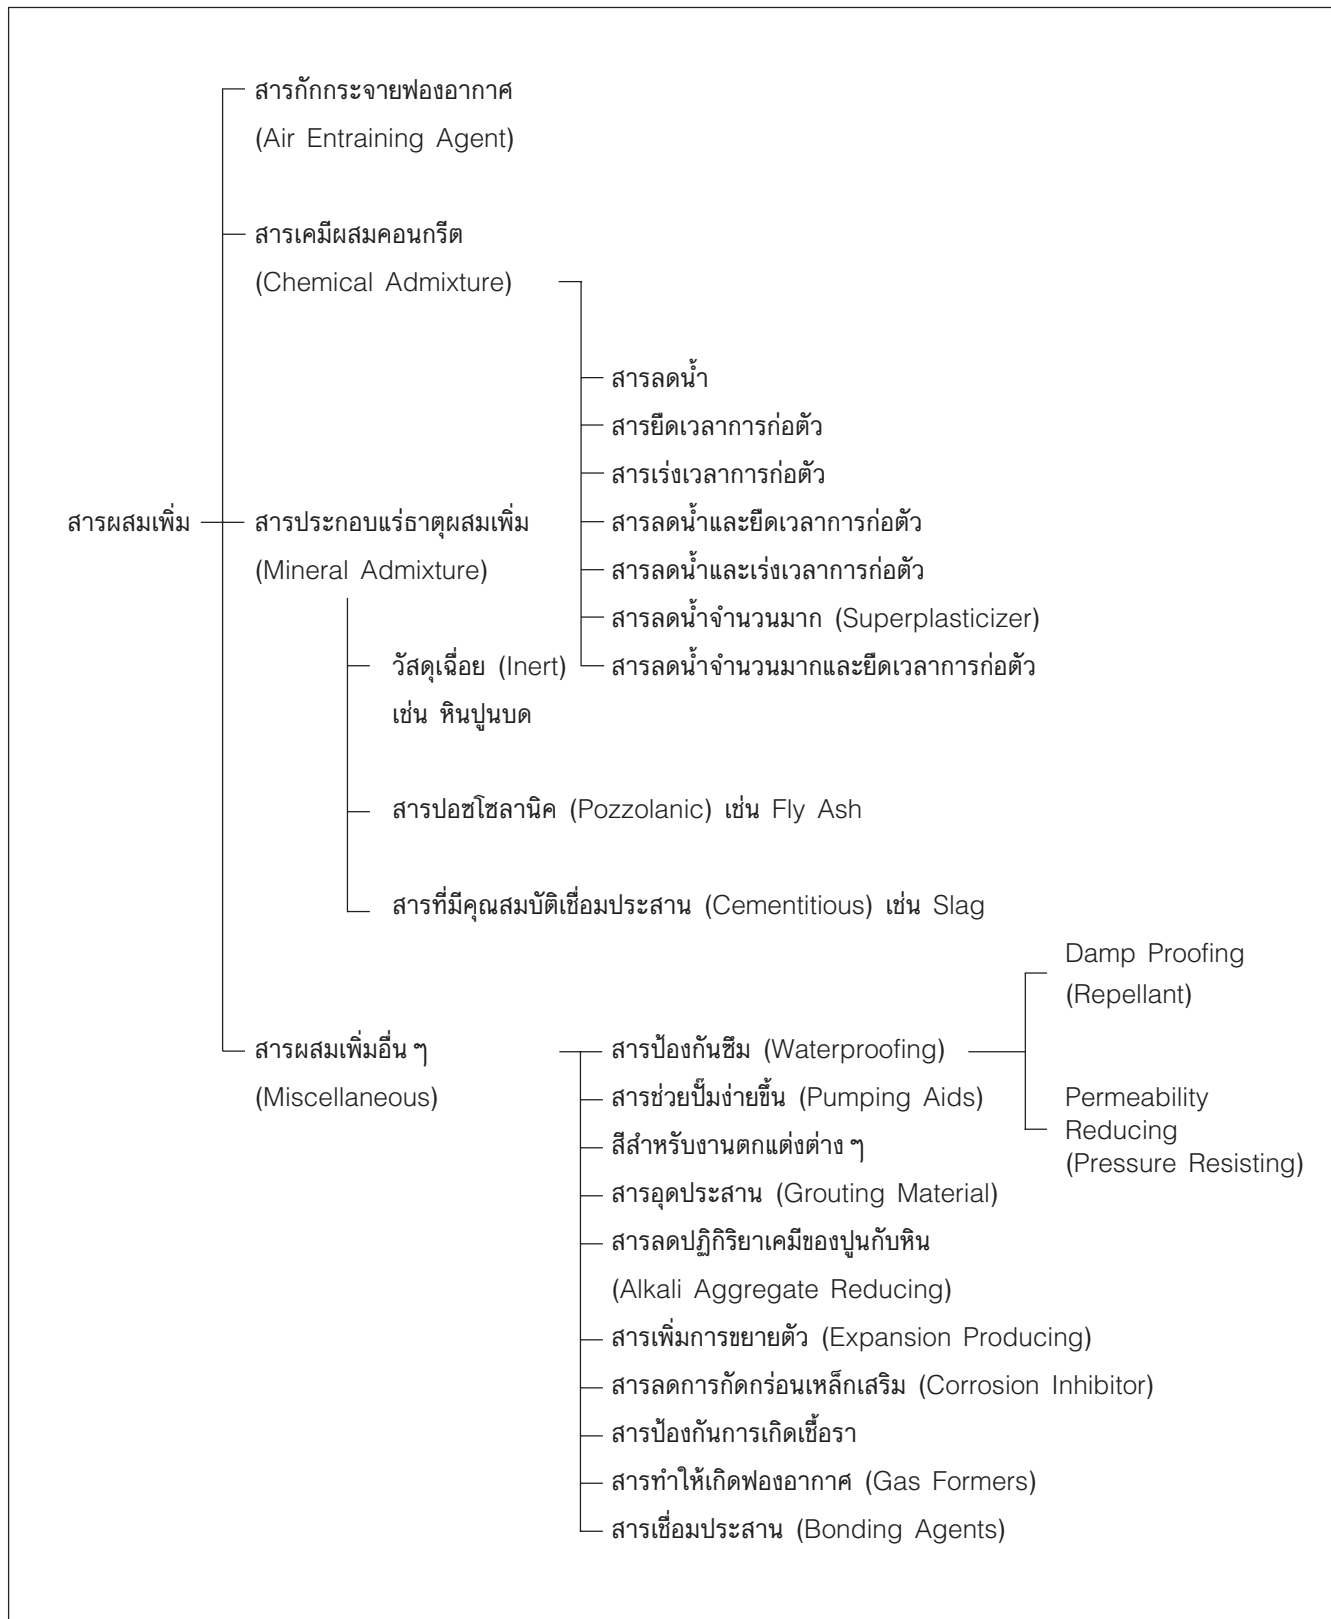 สารกักกระจายฟองอากาศ
(Air Entraining Agent)
สารเคมีผสมคอนกรีต
(Chemical Admixture)
สารลดน้ำ
สารยืดเวลาการก่อตัว
สารเร่งเวลาการก่อตัว
สารผสมเพิ่ม
สารประกอบแร่ธาตุผสมเพิ่ม
(Mineral Admixture)
สารลดน้ำและยืดเวลาการก่อตัว
สารลดน้ำและเร่งเวลาการก่อตัว
สารลดน้ำจำนวนมาก (Superplasticizer)
สารลดน้ำจำนวนมากและยืดเวลาการก่อตัว
วัสดุเฉื่อย (Inert)
เช่น หินปูนบด
สารปอซโซลานิค (Pozzolanic) เช่น Fly Ash
สารที่มีคุณสมบัติเชื่อมประสาน (Cementitious) เช่น Slag
สารผสมเพิ่มอื่น ๆ
(Miscellaneous)
สารป้องกันซึม (Waterproofing)
Damp Proofing
(Repellant)
Permeability
Reducing
(Pressure Resisting)
สารช่วยปั๊มง่ายขึ้น (Pumping Aids)
สีสำหรับงานตกแต่งต่าง ๆ
สารอุดประสาน (Grouting Material)
สารลดปฏิกิริยาเคมีของปูนกับหิน
(Alkali Aggregate Reducing)
สารเพิ่มการขยายตัว (Expansion Producing)
สารลดการกัดกร่อนเหล็กเสริม (Corrosion Inhibitor)
สารป้องกันการเกิดเชื้อรา
สารทำให้เกิดฟองอากาศ (Gas Formers)
สารเชื่อมประสาน (Bonding Agents)